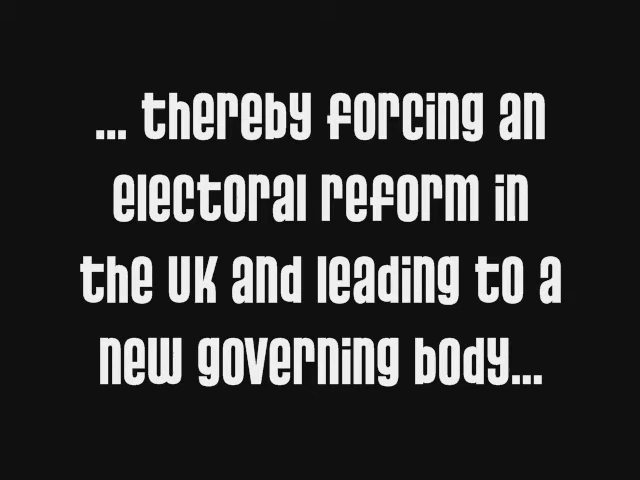 ... thereby forcing an
electoral reform in
the UK and leading to a
new governing body...